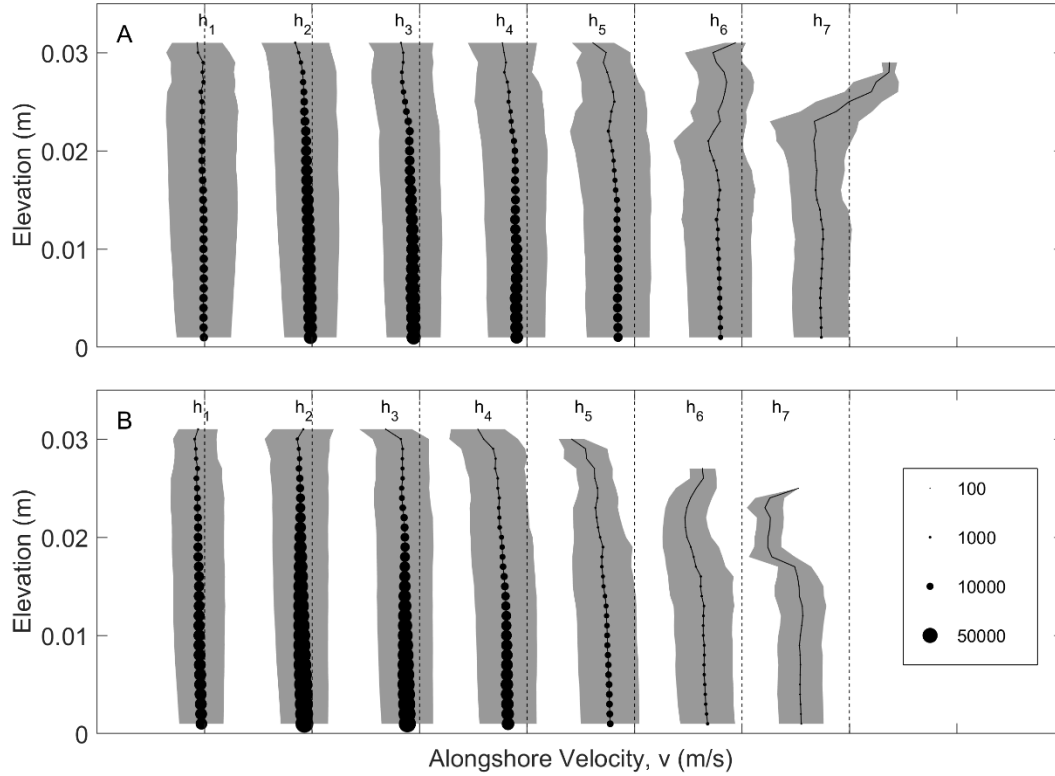 A
h1 h2 h3 h4 h5 h6 h7
0.03
0.02
0.01
0
Elevation (m)
B
h1 h2 h3 h4 h5 h6 h7
0.03
0.02
0.01
0
Elevation (m)
100
1000
10000
50000
Alongshore Velocity, v (m/s)